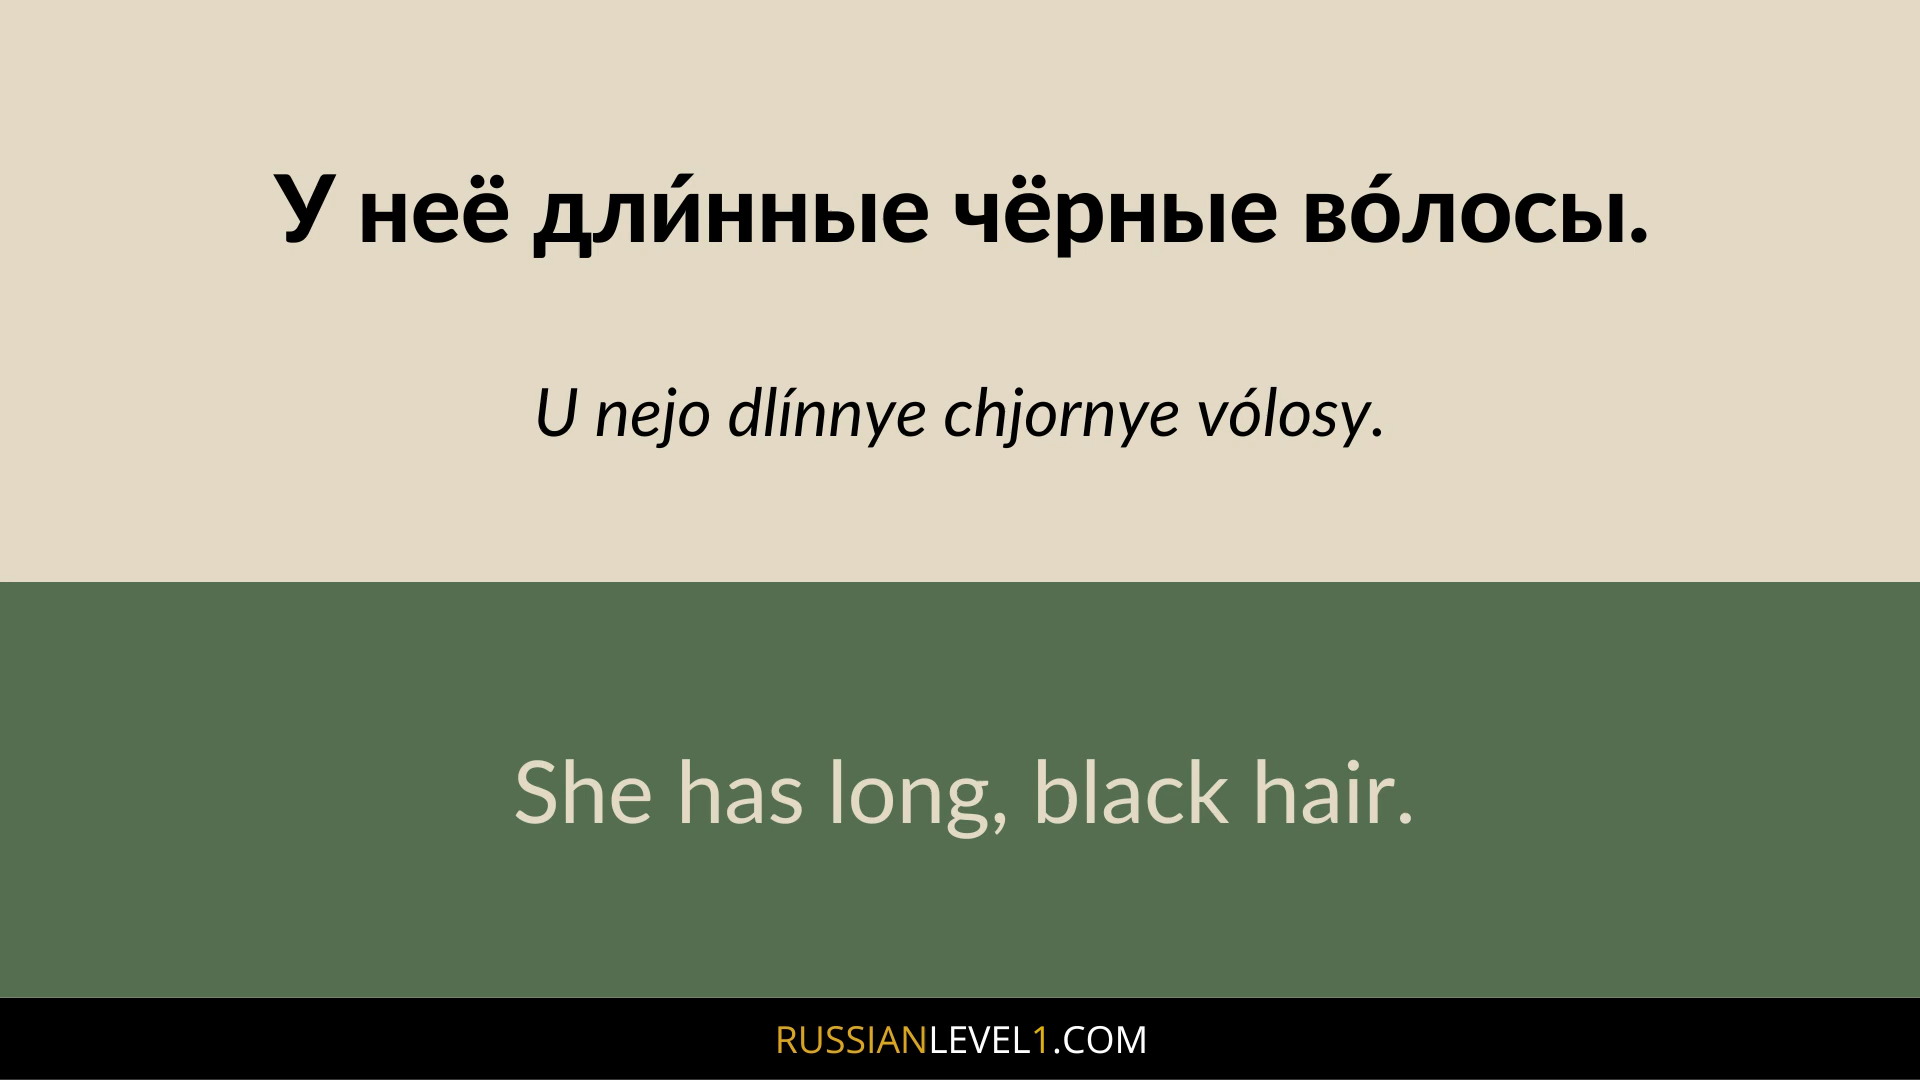 У неё дли́нные чёрные во́лосы.
U nejo dlínnye chjornye vólosy.
She has long, black hair.
RUSSIANLEVEL1.COM